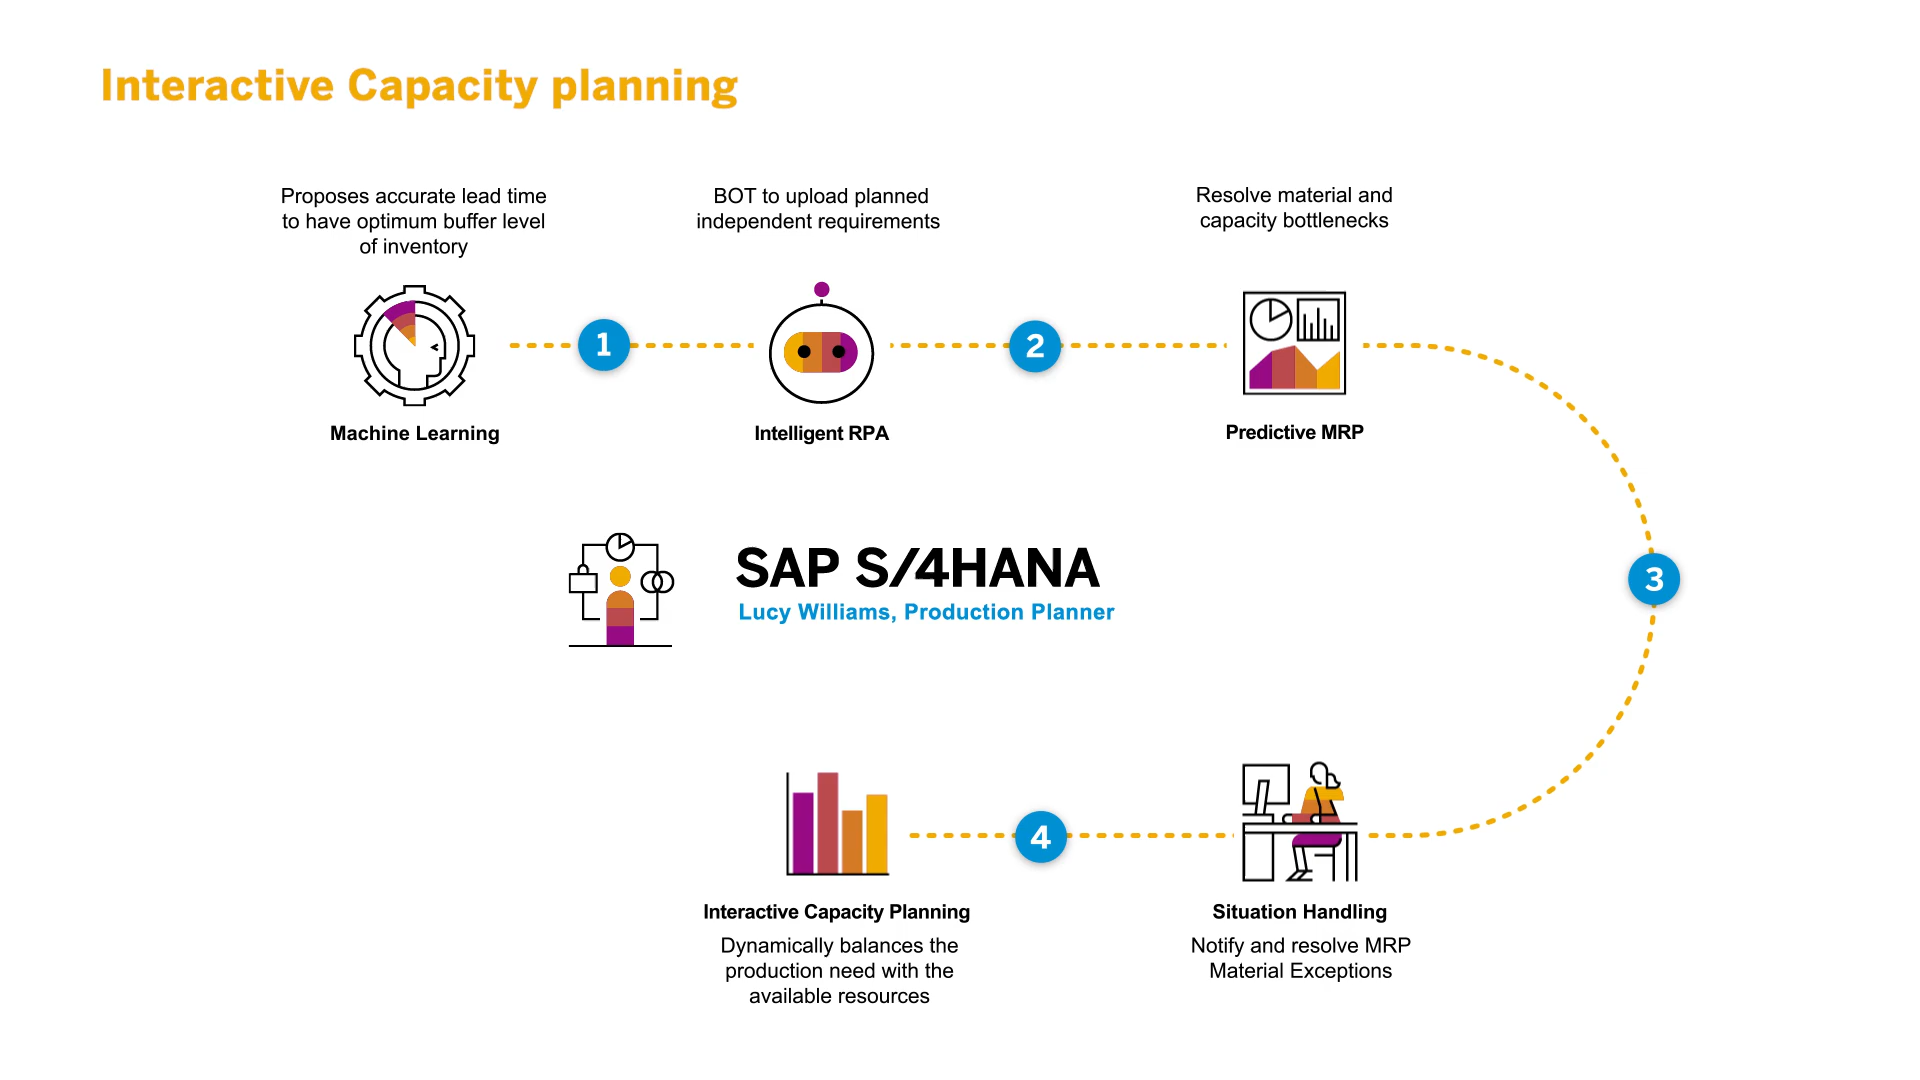 Interactive Capacity planning
Proposes accurate lead time
to have optimum buffer level
of inventory
BOT to upload planned
independent requirements
Resolve material and
capacity bottlenecks
1
2
Machine Learning
Intelligent RPA
Predictive MRP
SAP S/4HANA
Lucy Williams, Production Planner
3
4
Interactive Capacity Planning
Dynamically balances the
production need with the
available resources
Situation Handling
Notify and resolve MRP
Material Exceptions